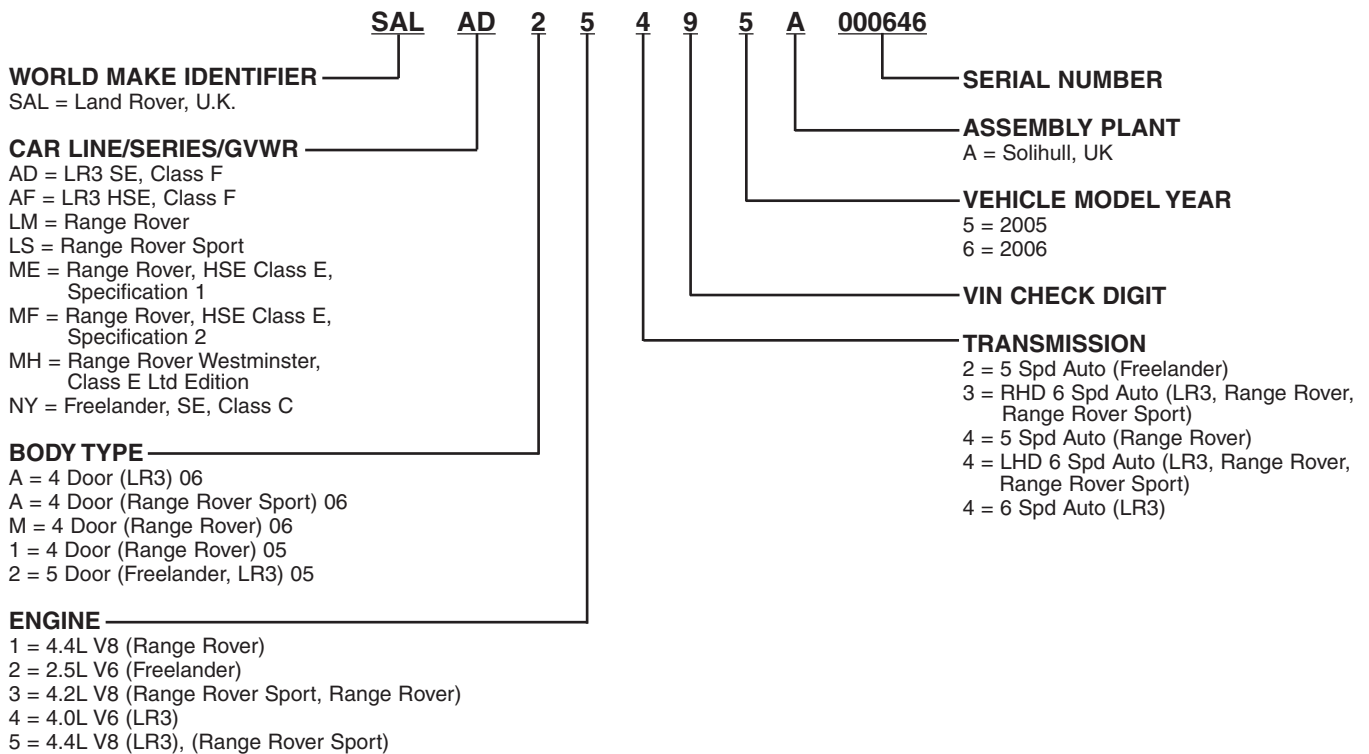 SAL AD 2 5 4 9 5 A 000646
WORLD MAKE IDENTIFIER
SAL = Land Rover, U.K.
CAR LINE/SERIES/GVWR
AD = LR3 SE, Class F
AF = LR3 HSE, Class F
LM = Range Rover
LS = Range Rover Sport
ME = Range Rover, HSE Class E,
Specification 1
MF = Range Rover, HSE Class E,
Specification 2
MH = Range Rover Westminster,
Class E Ltd Edition
NY = Freelander, SE, Class C
BODY TYPE
A = 4 Door (LR3) 06
A = 4 Door (Range Rover Sport) 06
M = 4 Door (Range Rover) 06
1 = 4 Door (Range Rover) 05
2 = 5 Door (Freelander, LR3) 05
ENGINE
1 = 4.4L V8 (Range Rover)
2 = 2.5L V6 (Freelander)
3 = 4.2L V8 (Range Rover Sport, Range Rover)
4 = 4.0L V6 (LR3)
5 = 4.4L V8 (LR3), (Range Rover Sport)
SERIAL NUMBER
ASSEMBLY PLANT
A = Solihull, UK
VEHICLE MODEL YEAR
5 = 2005
6 = 2006
VIN CHECK DIGIT
TRANSMISSION
2 = 5 Spd Auto (Freelander)
3 = RHD 6 Spd Auto (LR3, Range Rover,
Range Rover Sport)
4 = 5 Spd Auto (Range Rover)
4 = LHD 6 Spd Auto (LR3, Range Rover,
Range Rover Sport)
4 = 6 Spd Auto (LR3)